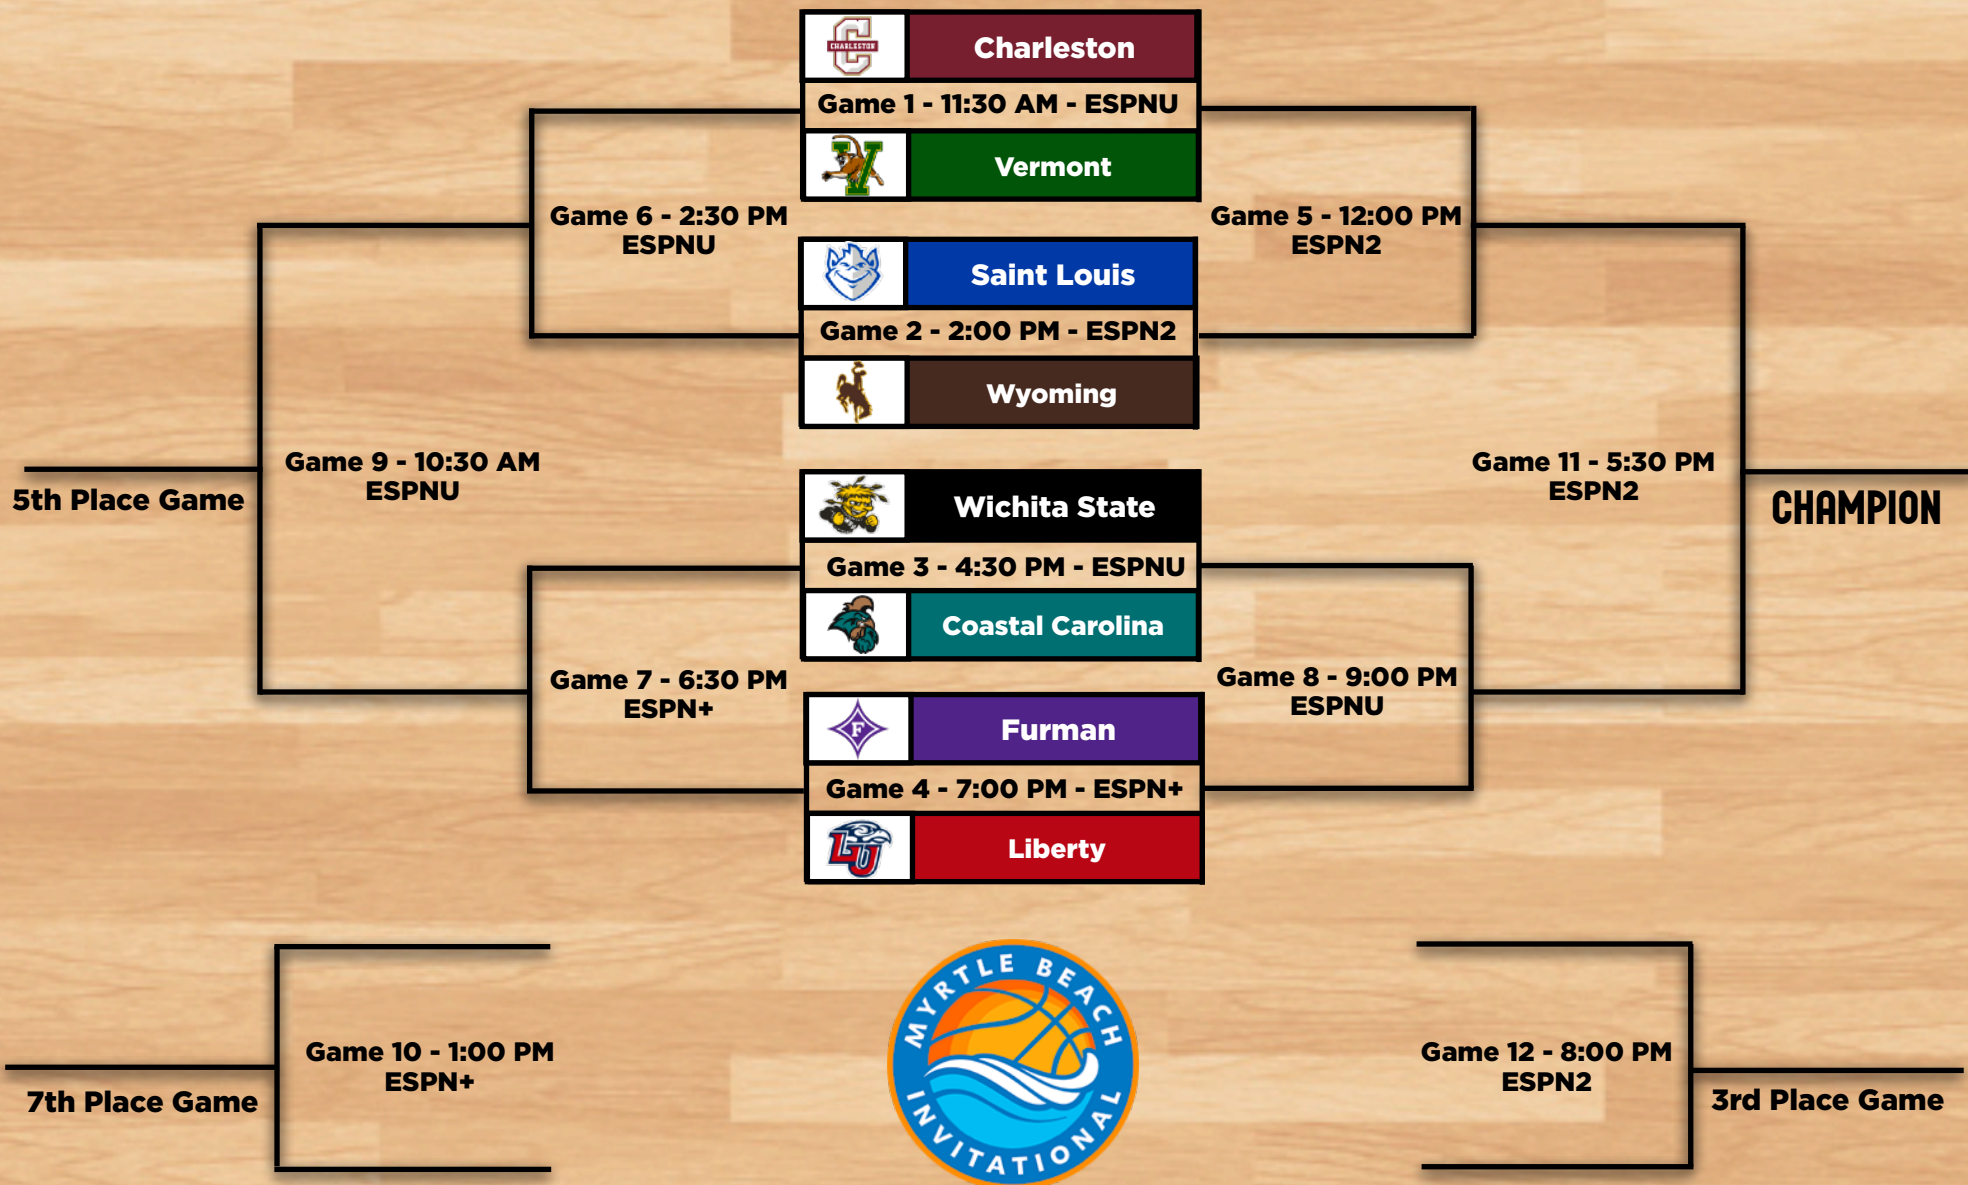 CHARLESTON
Charleston
Game 1 - 11:30 AM - ESPNU
V
Vermont
Game 6 - 2:30 PM
ESPNU
Game 5 - 12:00 PM
ESPN2
Saint Louis
Game 2 - 2:00 PM - ESPN2
Wyoming
Game 9 - 10:30 AM
ESPNU
5th Place Game
Game 11 - 5:30 PM
ESPN2
CHAMPION
Wichita State
Game 3 - 4:30 PM - ESPNU
Coastal Carolina
Game 7 - 6:30 PM
ESPN+
Game 8 - 9:00 PM
ESPNU
F
Furman
Game 4 - 7:00 PM - ESPN+
LU
Liberty
Game 10 - 1:00 PM
ESPN+
7th Place Game
MYRTLE BEACH
INVITATIONAL
Game 12 - 8:00 PM
ESPN2
3rd Place Game